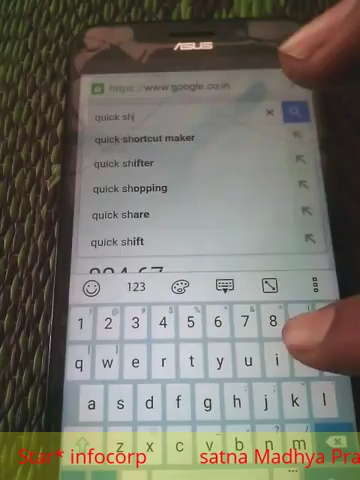 ASUS
https://www.google.co.in
quick sh
quick shortcut maker
quick shifter
quick shopping
quick share
quick shift
123
1 2 3 4 5 6 7 8
q w e r t y u i
a s d f g h j k l
z x c v b n m
Star* infocorp satna Madhya Pra